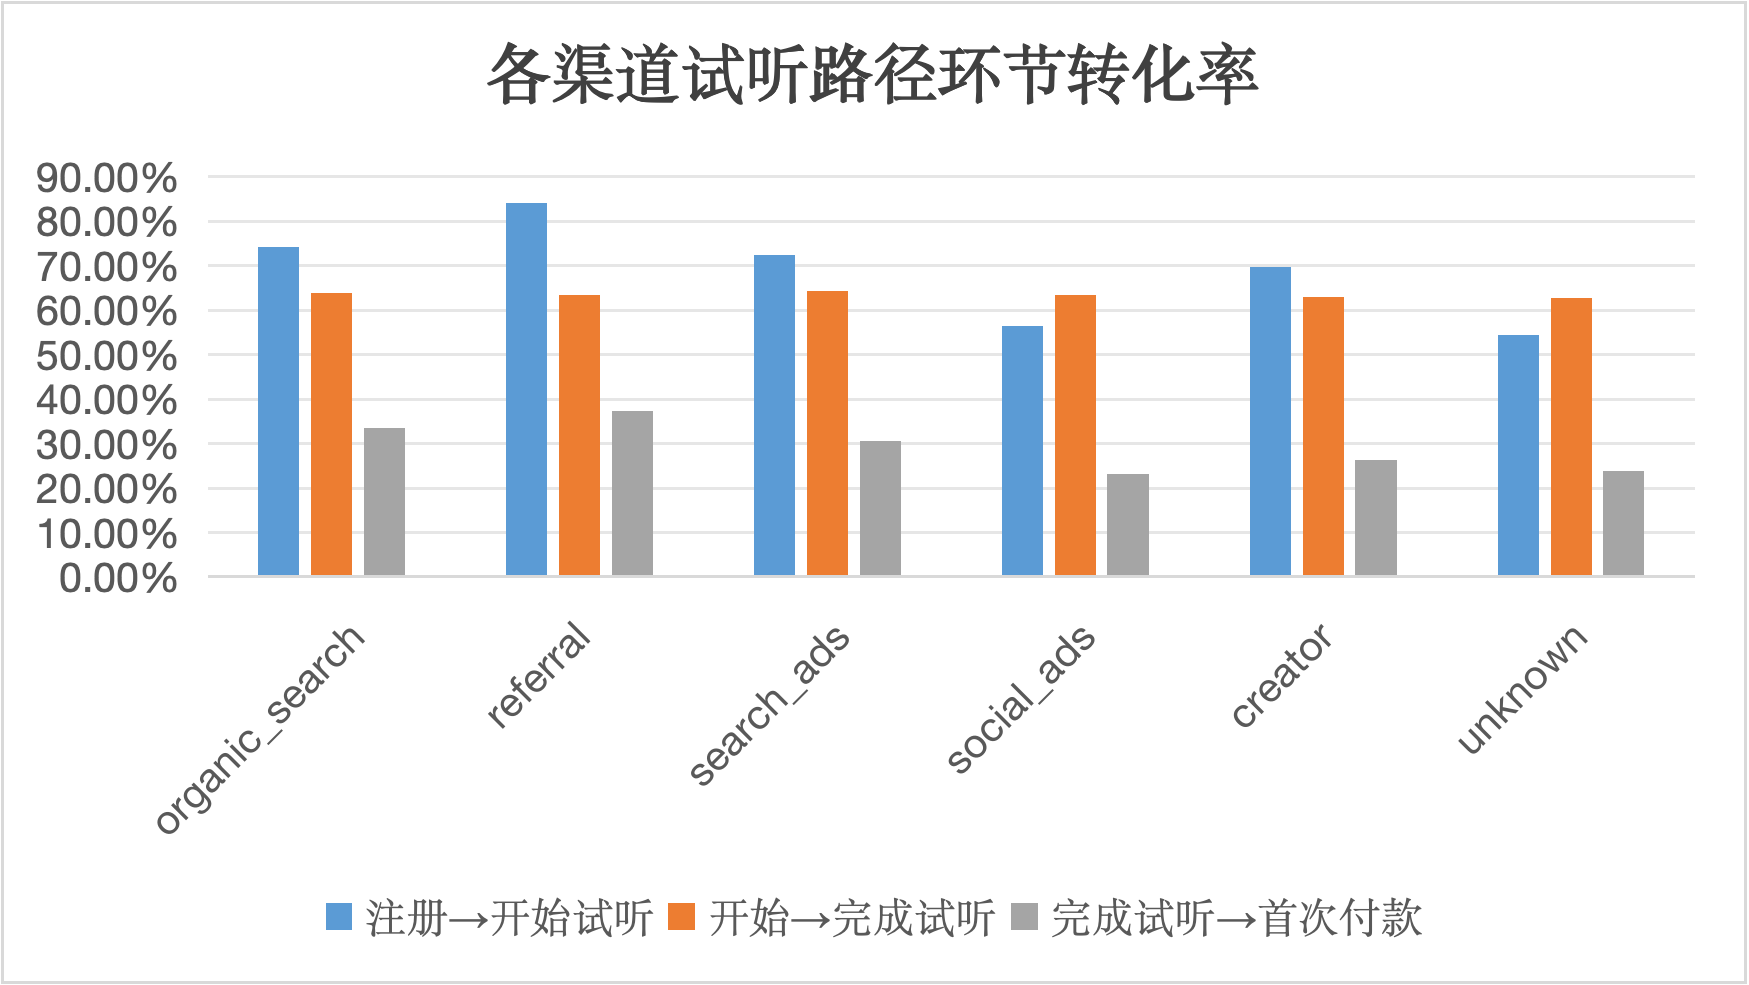 各渠道试听路径环节转化率
90.00%
80.00%
70.00%
60.00%
50.00%
40.00%
30.00%
20.00%
10.00%
0.00%
organic_search
referral
search_ads
social_ads
creator
unknown
注册→开始试听
开始→完成试听
完成试听→首次付款